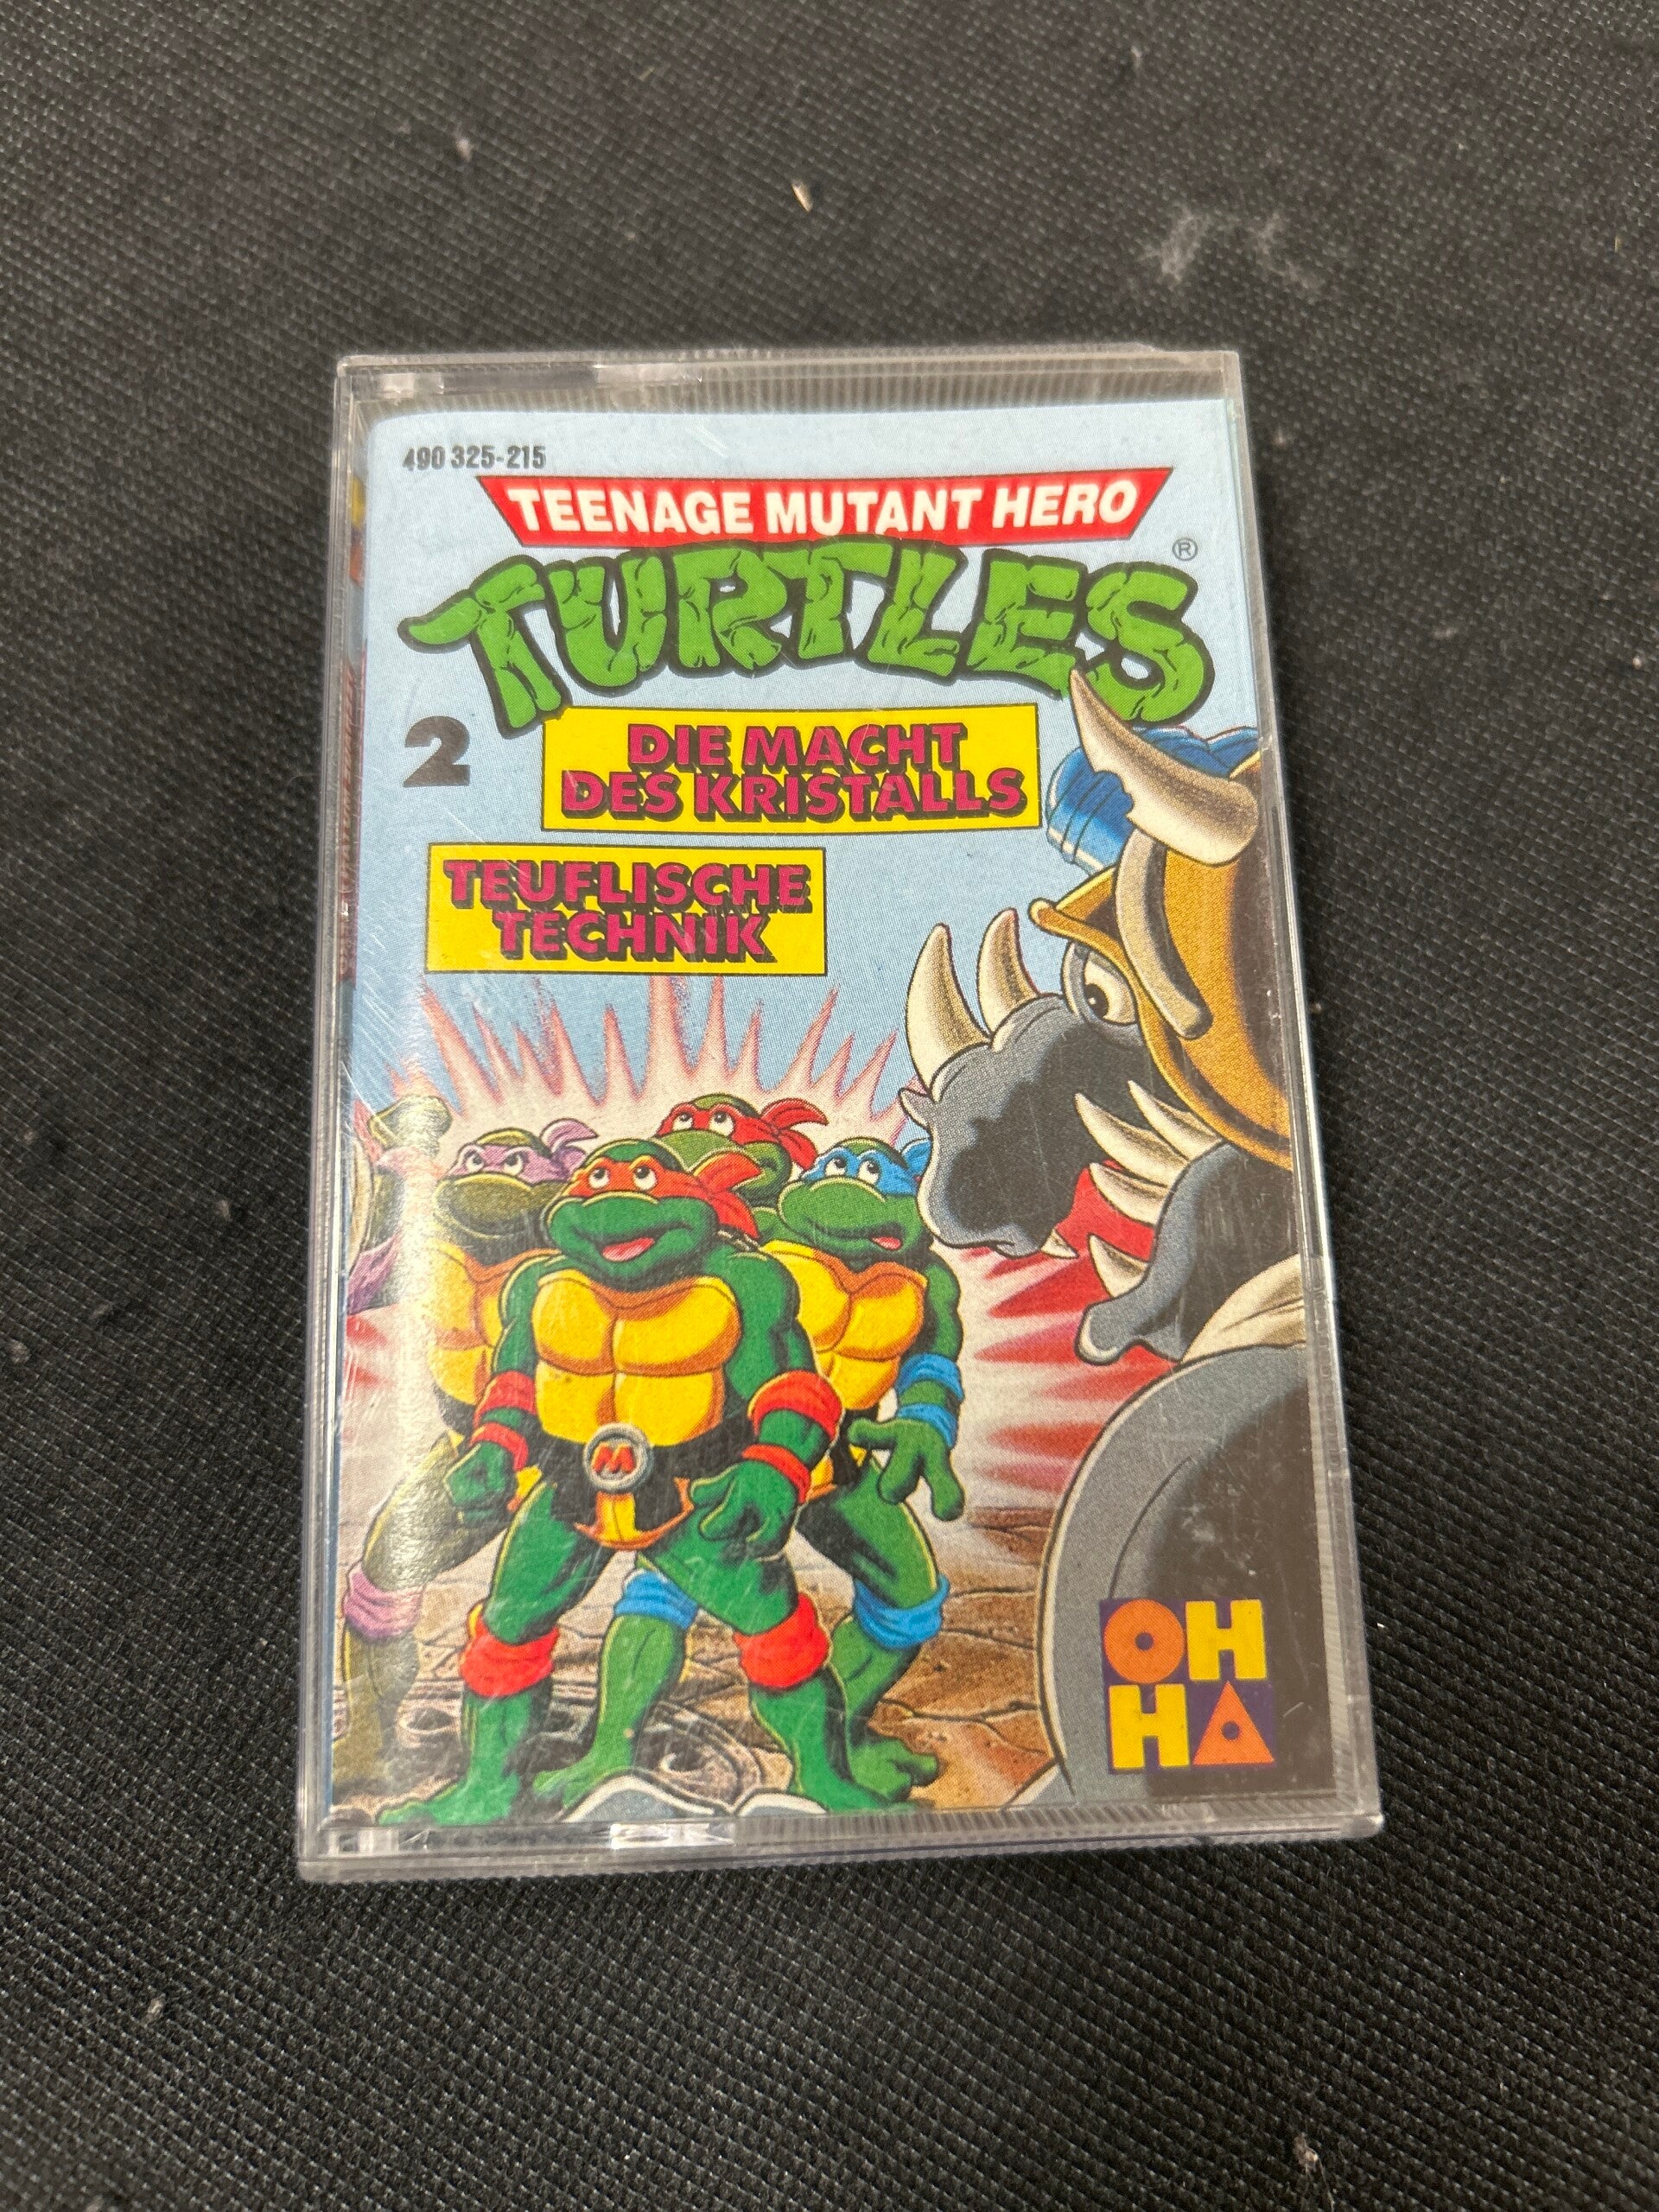 490 325-215
TEENAGE MUTANT HERO
TURTLES®
2
DIE MACHT
DES KRISTALLS
TEUFLISCHE
TECHNIK
M
OH
HA